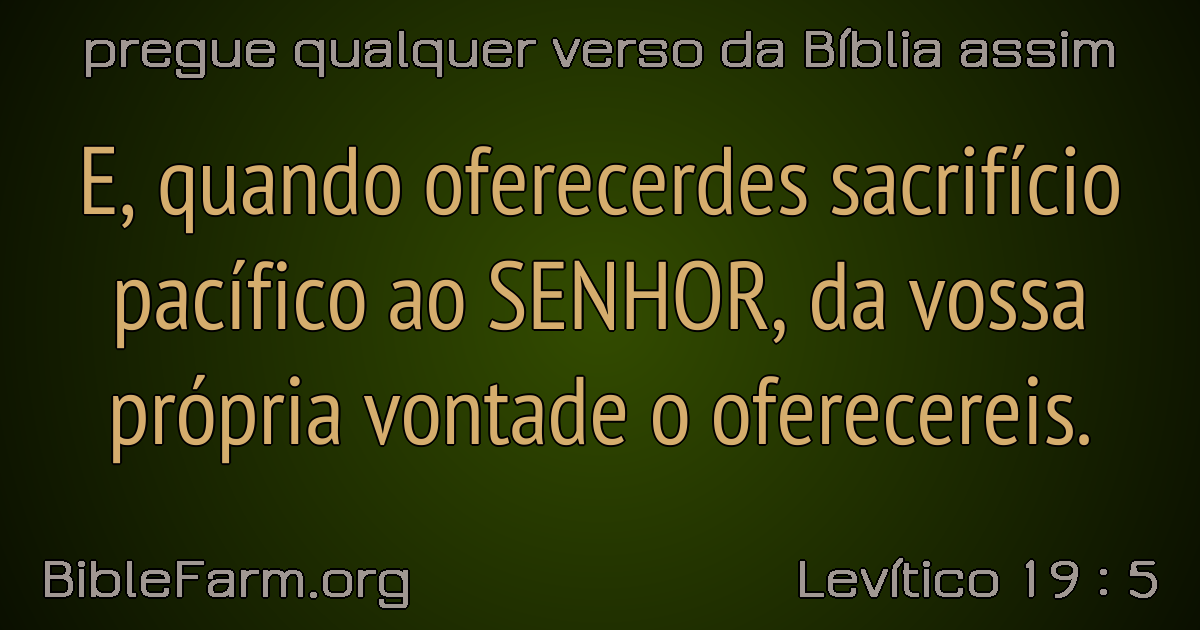 pregue qualquer verso da Bíblia assim
E, quando oferecerdes sacrifício
pacífico ao SENHOR, da vossa
própria vontade o oferecereis.
BibleFarm.org
Levítico 19 : 5